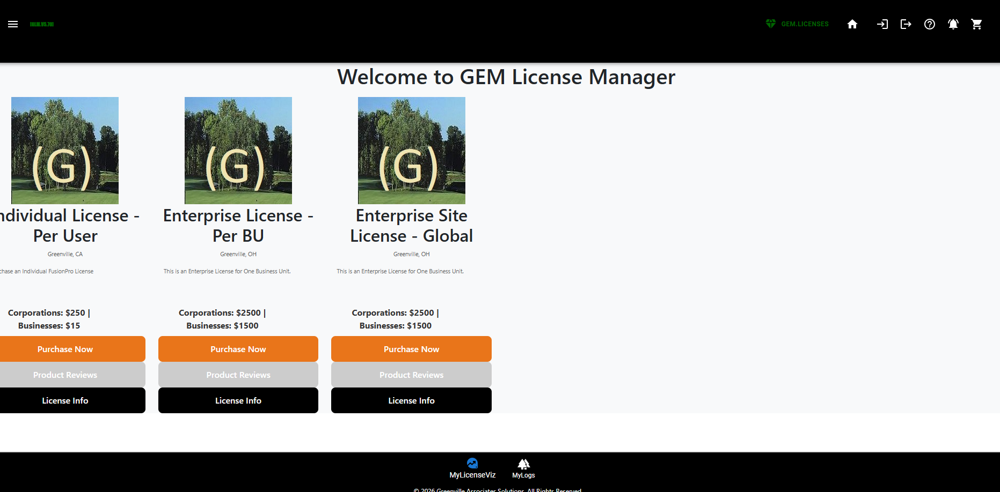 [GLM.V5.70]
GEM.LICENSES
Welcome to GEM License Manager
(G)
(G)
(G)
ndividual License -
Per User
Greenville, CA
chase an Individual FusionPro License
Corporations: $250 |
Businesses: $15
Purchase Now
Product Reviews
License Info
Enterprise License -
Per BU
Greenville, OH
This is an Enterprise License for One Business Unit.
Corporations: $2500 |
Businesses: $1500
Purchase Now
Product Reviews
License Info
Enterprise Site
License - Global
Greenville, OH
This is an Enterprise License for One Business Unit.
Corporations: $2500 |
Businesses: $1500
Purchase Now
Product Reviews
License Info
MyLicenseViz
MyLogs
© 2026 Greenville Associates Solutions. All Rights Reserved